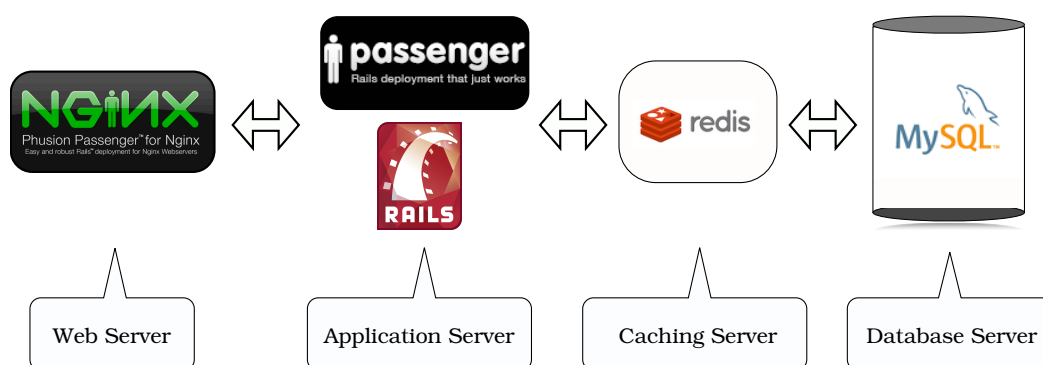 NGiNX
Phusion Passenger™ for Nginx
Easy and robust Rails™ deployment for Nginx Webservers
passenger
Rails deployment that just works
RAILS
redis
MySQL™
Web Server
Application Server
Caching Server
Database Server